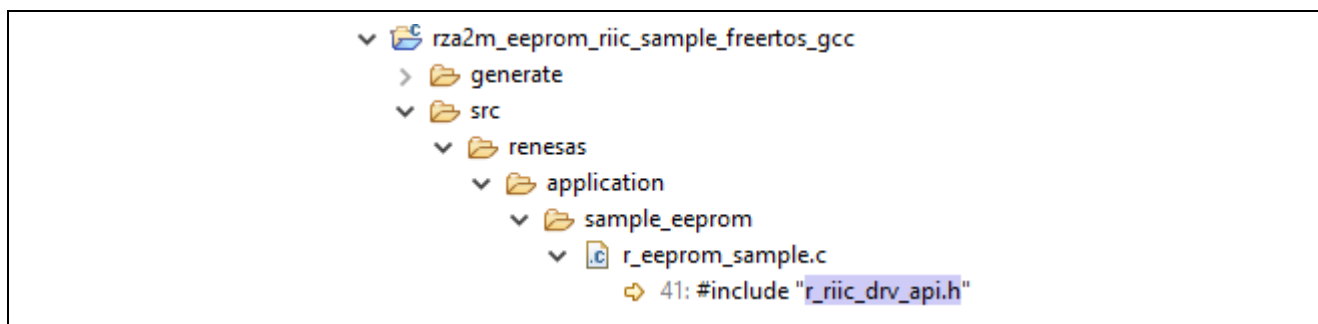 rza2m_eeprom_riic_sample_freertos_gcc
generate
src
renesas
application
sample_eeprom
r_eeprom_sample.c
41: #include "r_riic_drv_api.h"